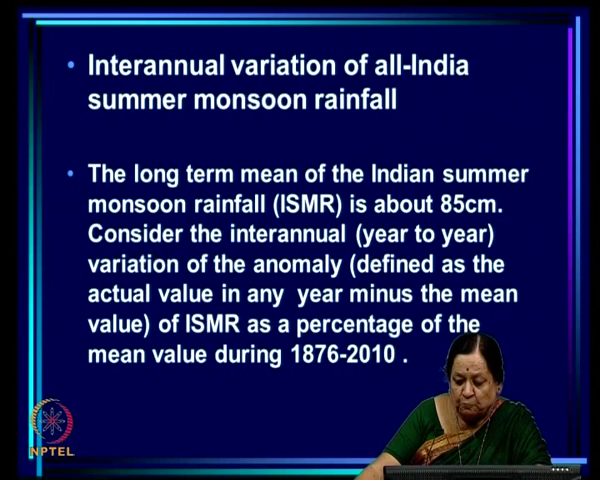 Interannual variation of all-India
summer monsoon rainfall
The long term mean of the Indian summer
monsoon rainfall (ISMR) is about 85cm.
Consider the interannual (year to year)
variation of the anomaly (defined as the
actual value in any year minus the mean
value) of ISMR as a percentage of the
mean value during 1876-2010 .
NPTEL